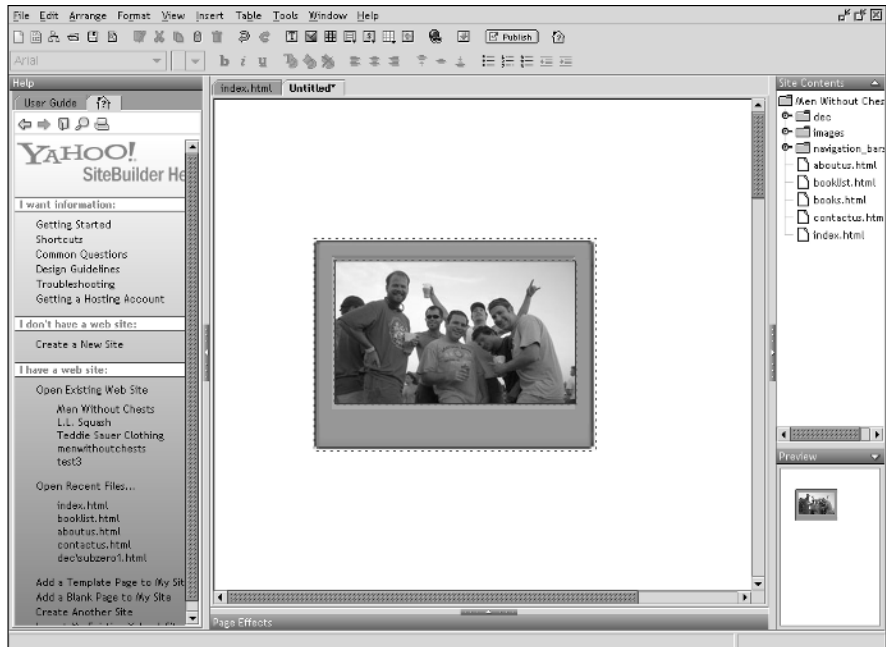 File Edit Arrange Format View Insert Table Tools Window Help
Publish
Arial
b i u
Help
User Guide
YAHOO!
SiteBuilder He
I want information:
Getting Started
Shortcuts
Common Questions
Design Guidelines
Troubleshooting
Getting a Hosting Account
I don't have a web site:
Create a New Site
I have a web site:
Open Existing Web Site
Men Without Chests
L.L. Squash
Teddie Sauer Clothing
menwithoutchests
test3
Open Recent Files...
index.html
booklist.html
aboutus.html
contactus.html
dec\subzero1.html
Add a Template Page to My Sit
Add a Blank Page to My Site
Create Another Site
index.html Untitled*
Page Effects
Site Contents
Men Without Ches
dec
images
navigation_bars
aboutus.html
booklist.html
books.html
contactus.htm
index.html
Preview